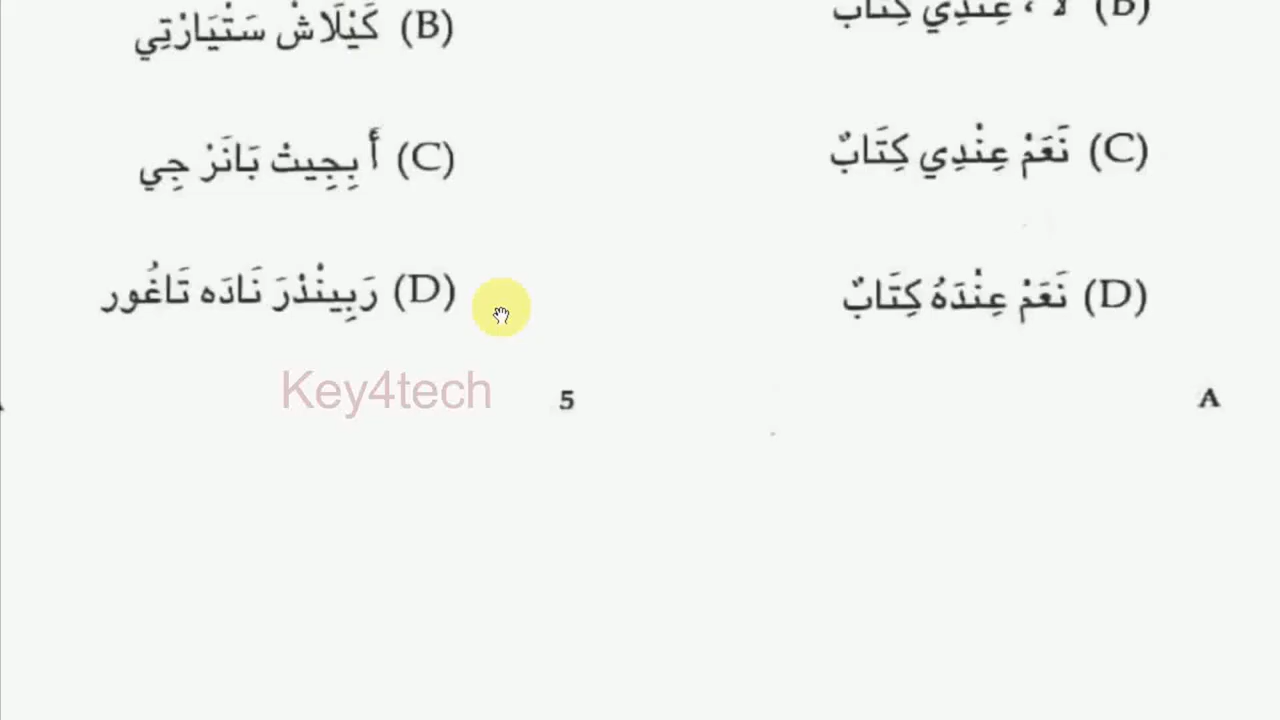 (B) لا ، عِنْدِي كِتَابٌ
(C) نَعَمْ عِنْدِي كِتَابٌ
(D) نَعَمْ عِنْدَهُ كِتَابٌ
(B) كَيْلَاشْ سَتْيَارْتِي
(C) أَ بِجِيتْ بَانَرْ جِي
(D) رَبِينْدْرَ نَادَه تَاغُور
Key4tech
5
A